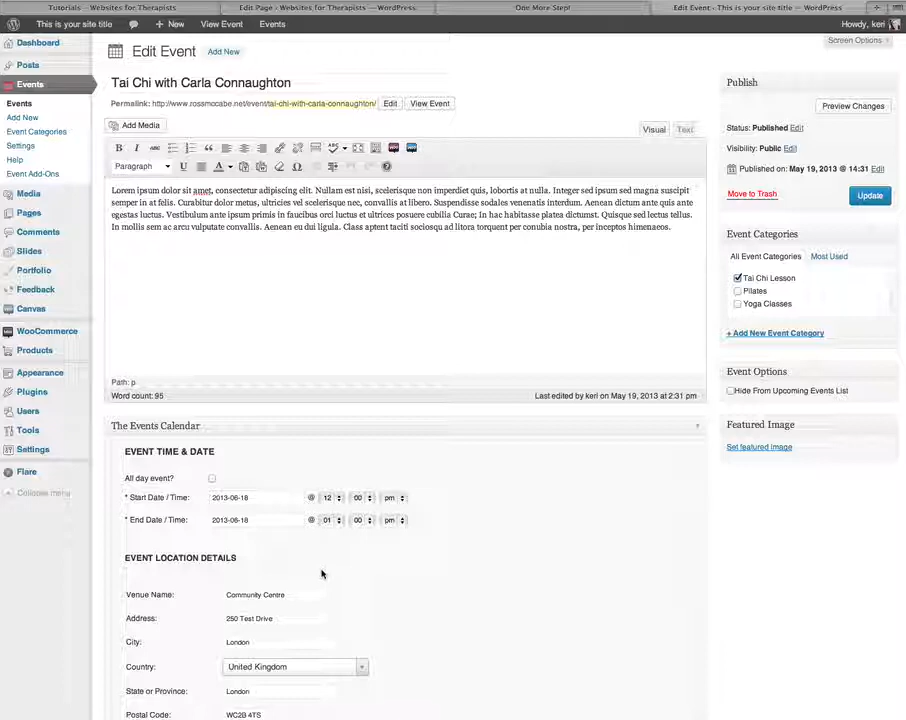 Tutorials – Websites for Therapists
Edit Page ‹ Websites for Therapists — WordPress
One More Step!
Edit Event ‹ This is your site title — WordPress
This is your site title
+ New
View Event
Events
Howdy, keri
Screen Options
Dashboard
Posts
Events
Events
Add New
Event Categories
Settings
Help
Event Add-Ons
Media
Pages
Comments
Slides
Portfolio
Feedback
Canvas
WooCommerce
Products
Appearance
Plugins
Users
Tools
Settings
Flare
Collapse menu
Edit Event Add New
Tai Chi with Carla Connaughton
Permalink: http://www.rossmccabe.net/event/tai-chi-with-carla-connaughton/ Edit View Event
Add Media
Visual Text
B I ABC
Paragraph U A
Lorem ipsum dolor sit amet, consectetur adipiscing elit. Nullam est nisi, scelerisque non imperdiet quis, lobortis at nulla. Integer sed ipsum sed magna suscipit
semper in at felis. Curabitur dolor metus, ultricies vel scelerisque nec, convallis at libero. Suspendisse sodales venenatis interdum. Aenean dictum ante quis ante
egestas luctus. Vestibulum ante ipsum primis in faucibus orci luctus et ultrices posuere cubilia Curae; In hac habitasse platea dictumst. Quisque sed lectus tellus.
In mollis sem ac arcu vulputate convallis. Aenean eu dui ligula. Class aptent taciti sociosqu ad litora torquent per conubia nostra, per inceptos himenaeos.
Path: p
Word count: 95
Last edited by keri on May 19, 2013 at 2:31 pm
The Events Calendar
EVENT TIME & DATE
All day event?
* Start Date / Time: 2013-06-18 @ 12 00 pm
* End Date / Time: 2013-06-18 @ 01 00 pm
EVENT LOCATION DETAILS
Venue Name: Community Centre
Address: 250 Test Drive
City: London
Country: United Kingdom
State or Province: London
Postal Code: WC2B 4TS
Publish
Preview Changes
Status: Published Edit
Visibility: Public Edit
Published on: May 19, 2013 @ 14:31 Edit
Move to Trash
Update
Event Categories
All Event Categories Most Used
Tai Chi Lesson
Pilates
Yoga Classes
+ Add New Event Category
Event Options
Hide From Upcoming Events List
Featured Image
Set featured image